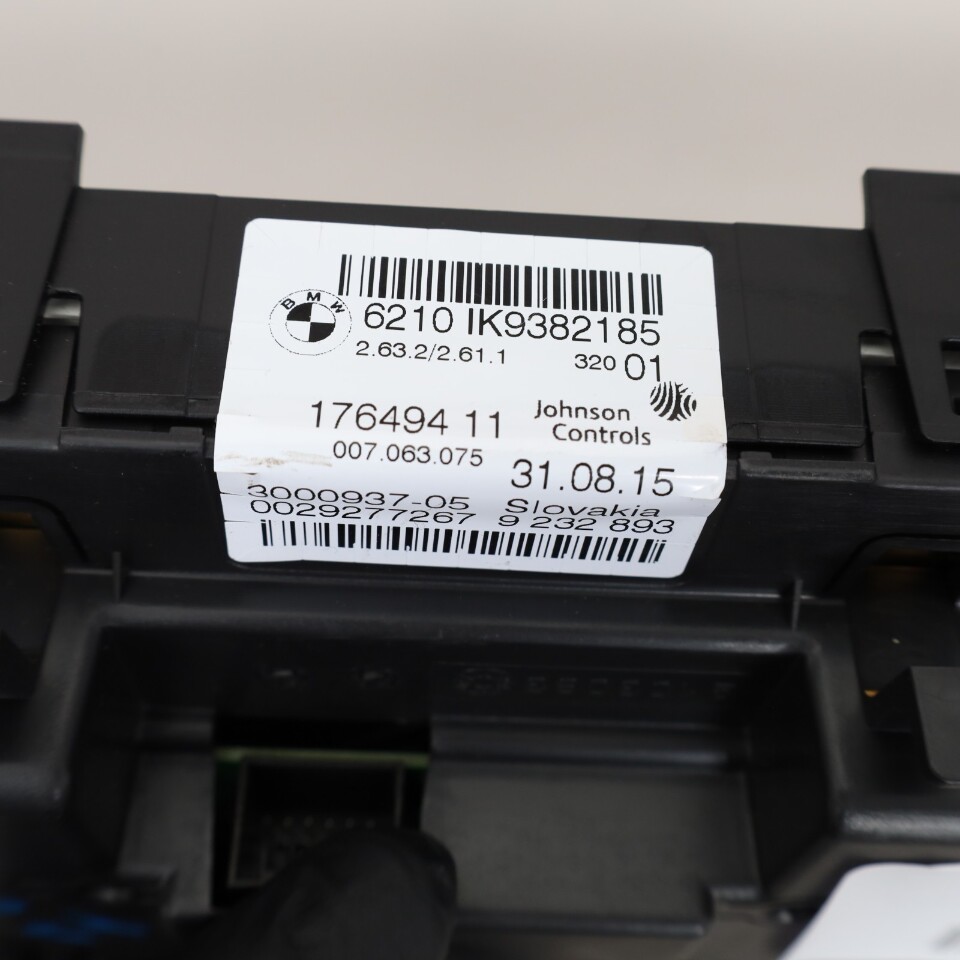 BMW
6210 IK9382185
2.63.2/2.61.1 320 01
176494 11 Johnson
Controls
007.063.075 31.08.15
3000937-05 Slovakia
0029277267 9 232 893